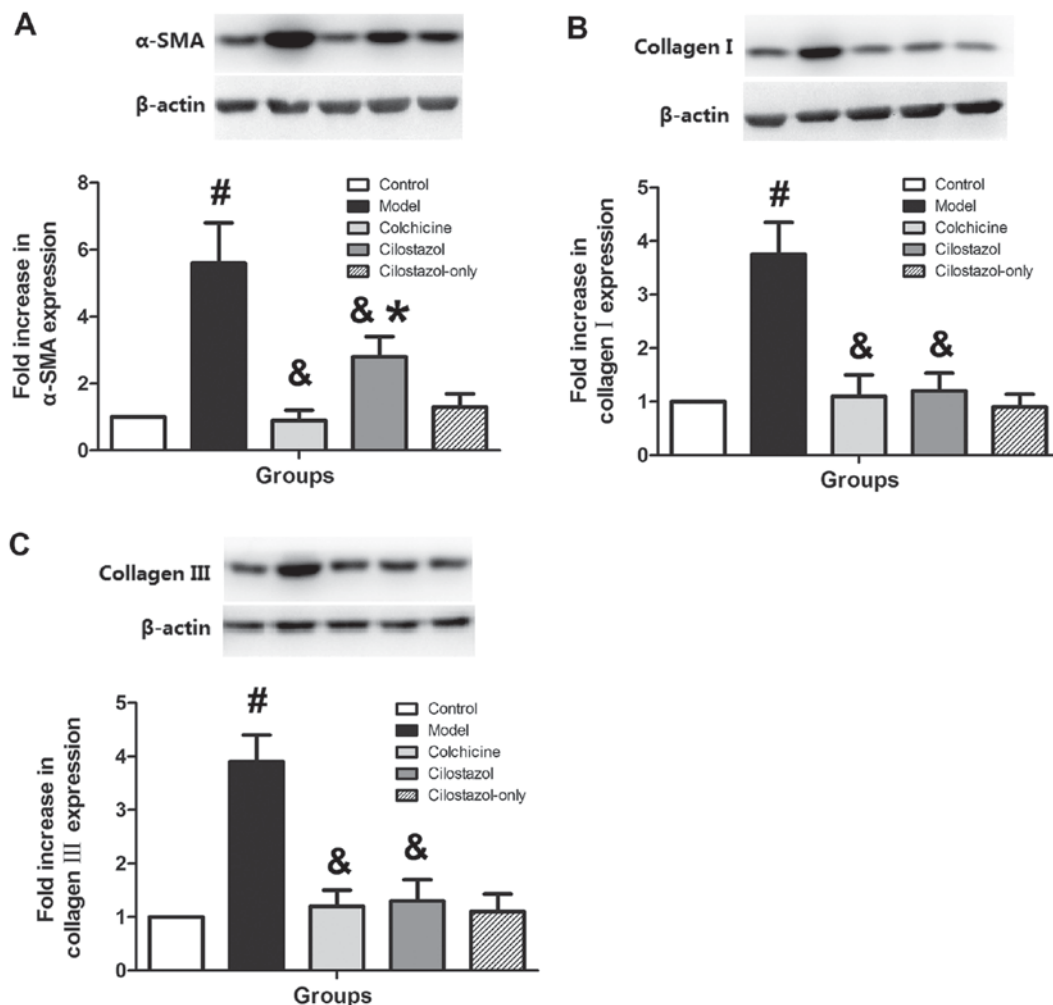 A
α-SMA
β-actin
Fold increase in
α-SMA expression
8
6
4
2
0
#
&
& *
Control
Model
Colchicine
Cilostazol
Cilostazol-only
Groups
B
Collagen Ⅰ
β-actin
Fold increase in
collagen Ⅰ expression
5
4
3
2
1
0
#
&
&
Control
Model
Colchicine
Cilostazol
Cilostazol-only
Groups
C
Collagen Ⅲ
β-actin
Fold increase in
collagen Ⅲ expression
5
4
3
2
1
0
#
&
&
Control
Model
Colchicine
Cilostazol
Cilostazol-only
Groups